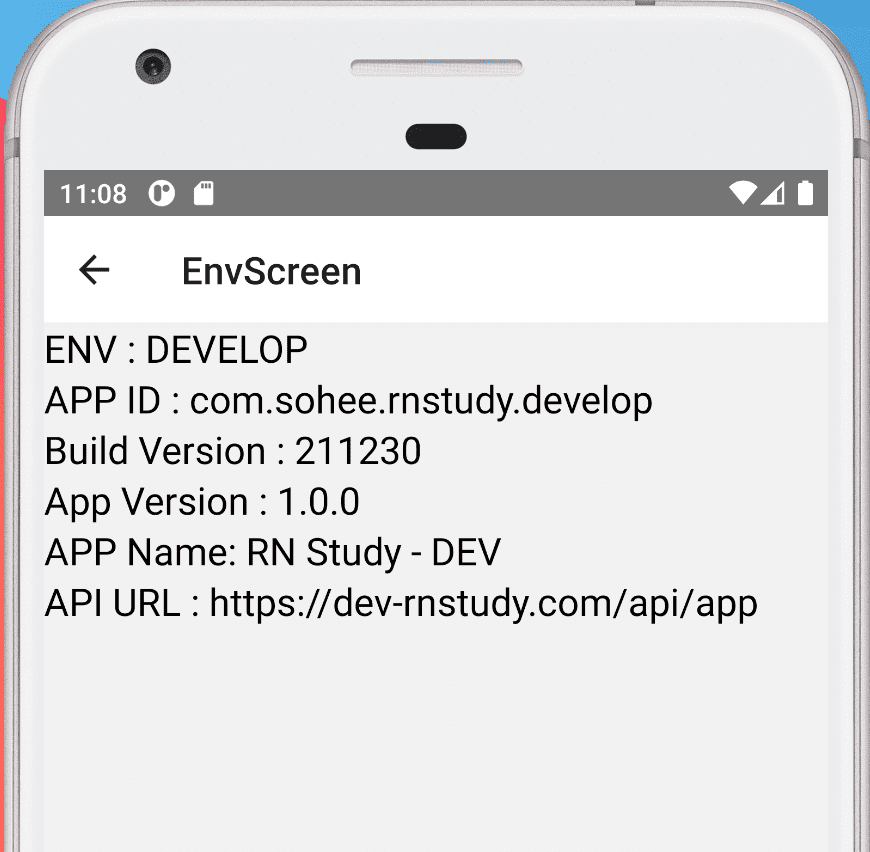 11:08
EnvScreen
ENV : DEVELOP
APP ID : com.sohee.rnstudy.develop
Build Version : 211230
App Version : 1.0.0
APP Name: RN Study - DEV
API URL : https://dev-rnstudy.com/api/app